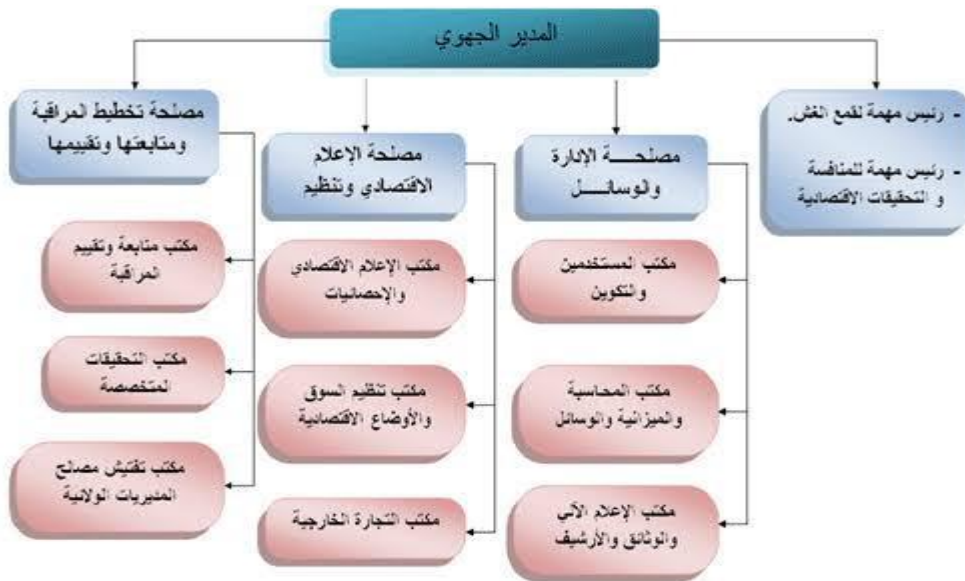 المدير الجهوي
- رئيس مهمة لقمع الغش.
- رئيس مهمة للمنافسة
و التحقيقات الاقتصادية
مصلحـــــة الإدارة
والوسائــــــل
مكتب المستخدمين
والتكوين
مكتب المحاسبة
والميزانية والوسائل
مكتب الإعلام الآلي
والوثائق والأرشيف
مصلحة الإعلام
الاقتصادي وتنظيم
مكتب الإعلام الاقتصادي
والإحصائيات
مكتب تنظيم السوق
والأوضاع الاقتصادية
مكتب التجارة الخارجية
مصلحة تخطيط المراقبة
ومتابعتها وتقييمها
مكتب متابعة وتقييم
المراقبة
مكتب التحقيقات
المتخصصة
مكتب تفتيش مصالح
المديريات الولائية